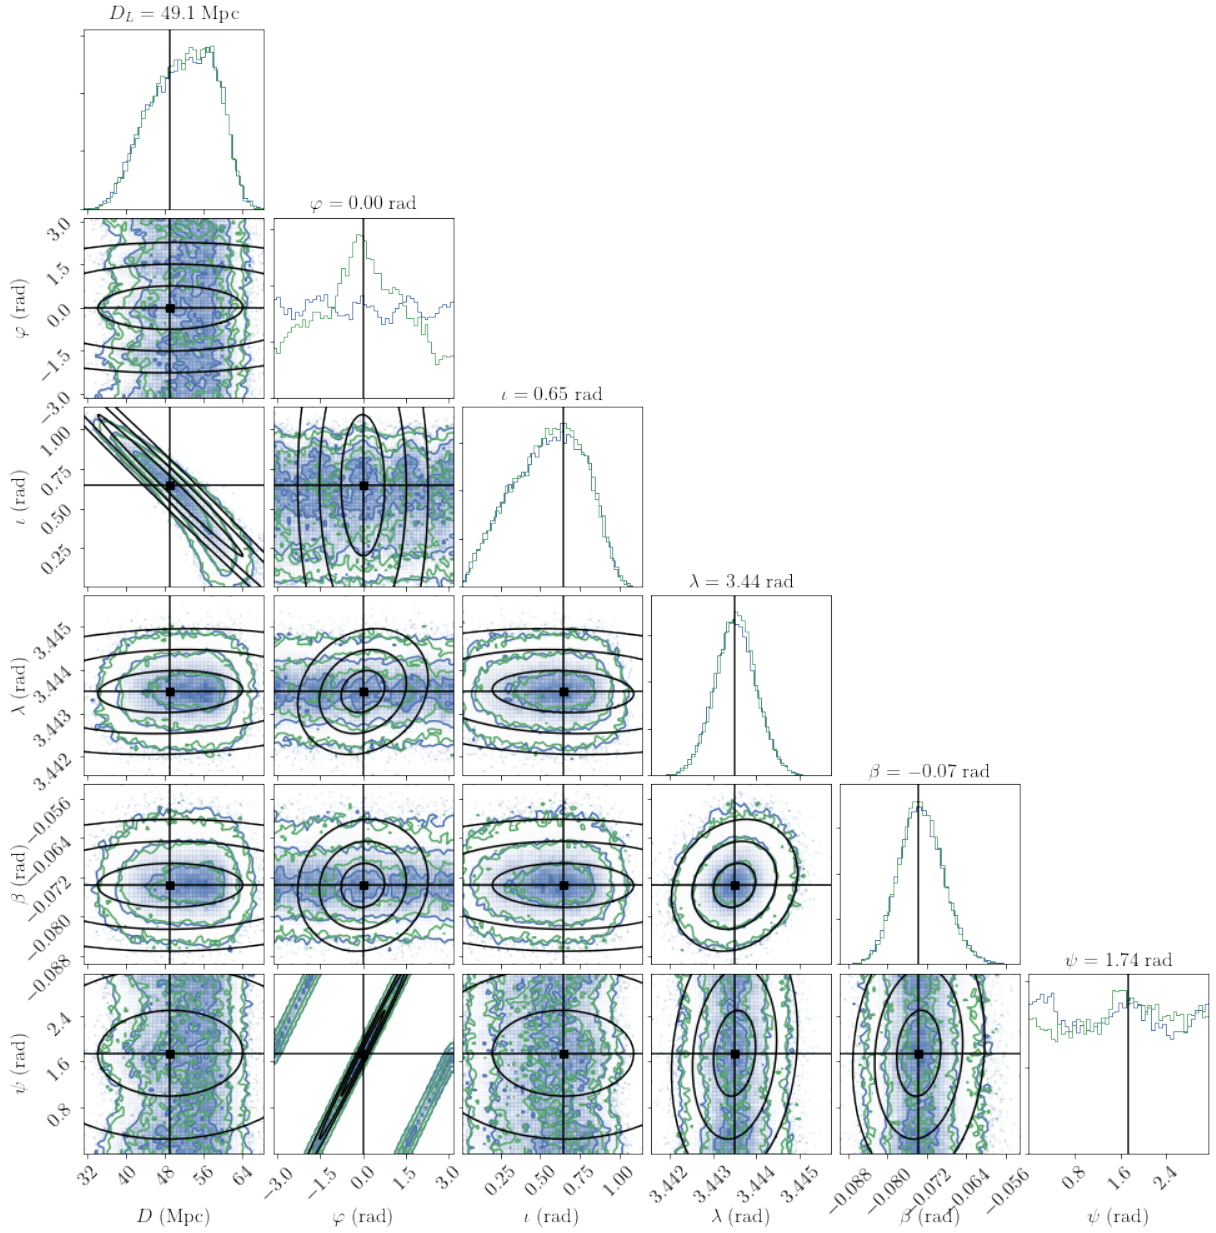 D_L = 49.1 Mpc
φ = 0.00 rad
3.0
1.5
0.0
−1.5
−3.0
φ (rad)
ι = 0.65 rad
1.00
0.75
0.50
0.25
ι (rad)
λ = 3.44 rad
3.445
3.444
3.443
3.442
λ (rad)
β = −0.07 rad
−0.056
−0.064
−0.072
−0.080
−0.088
β (rad)
ψ = 1.74 rad
2.4
1.6
0.8
ψ (rad)
32 40 49 56 64
−3.0 −1.5 0.0 1.5 3.0
0.25 0.50 0.75 1.00
3.442 3.443 3.444 3.445
−0.088 −0.080 −0.072 −0.064 −0.056
0.8 1.6 2.4
D (Mpc) φ (rad) ι (rad) λ (rad) β (rad) ψ (rad)